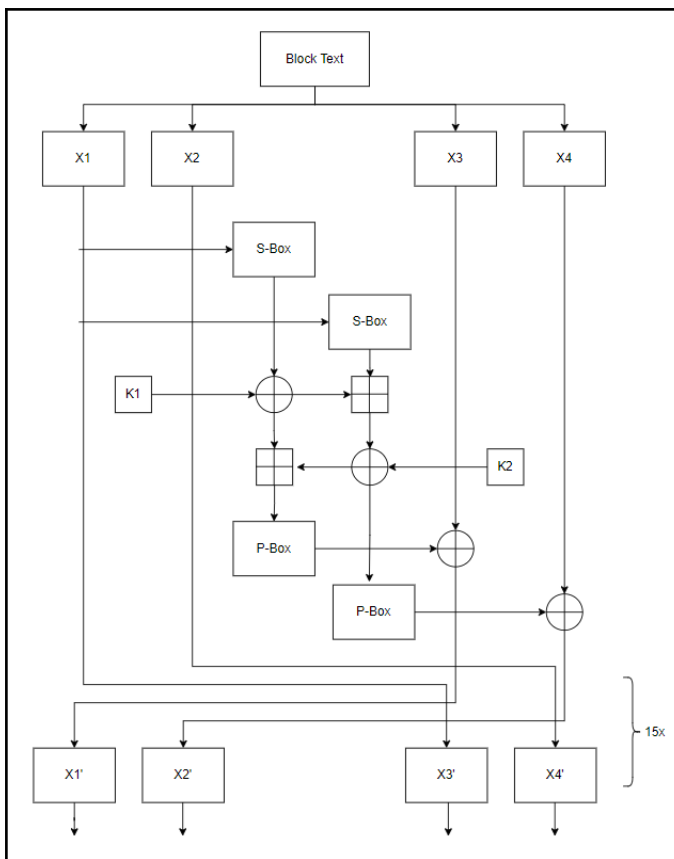 Block Text
X1
X2
X3
X4
S-Box
S-Box
K1
K2
P-Box
P-Box
15x
X1'
X2'
X3'
X4'